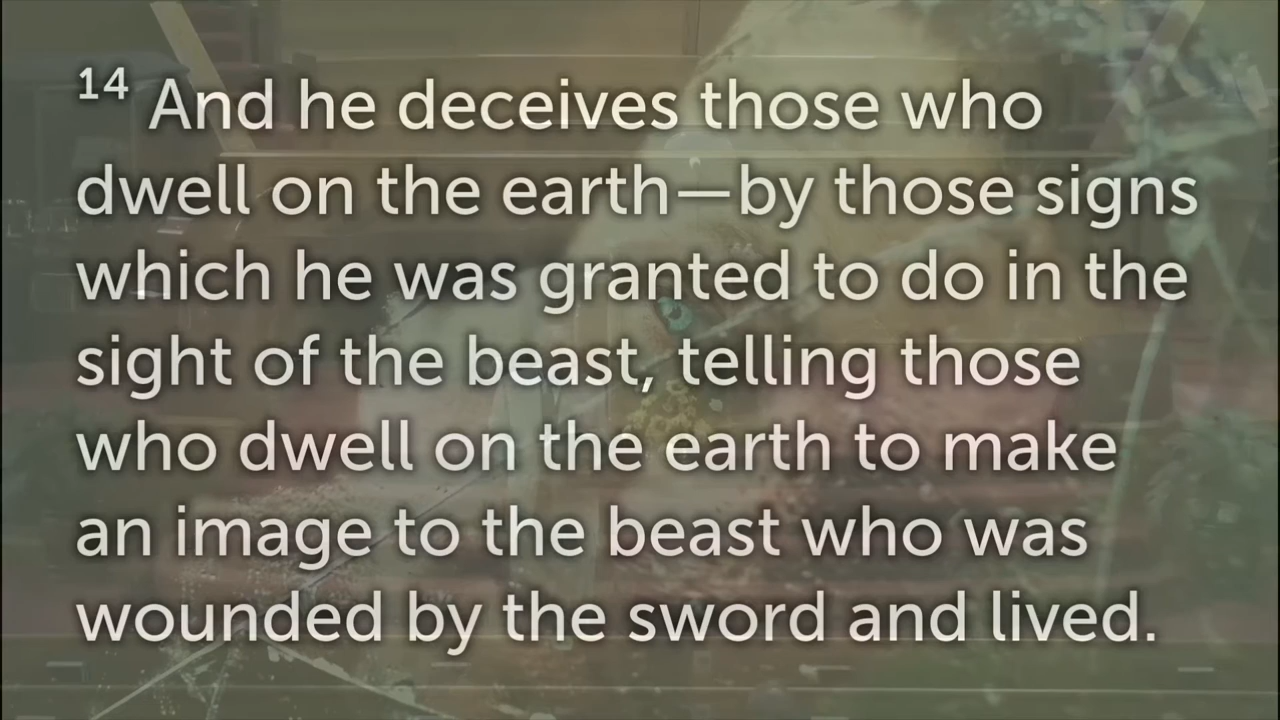 14 And he deceives those who
dwell on the earth—by those signs
which he was granted to do in the
sight of the beast, telling those
who dwell on the earth to make
an image to the beast who was
wounded by the sword and lived.